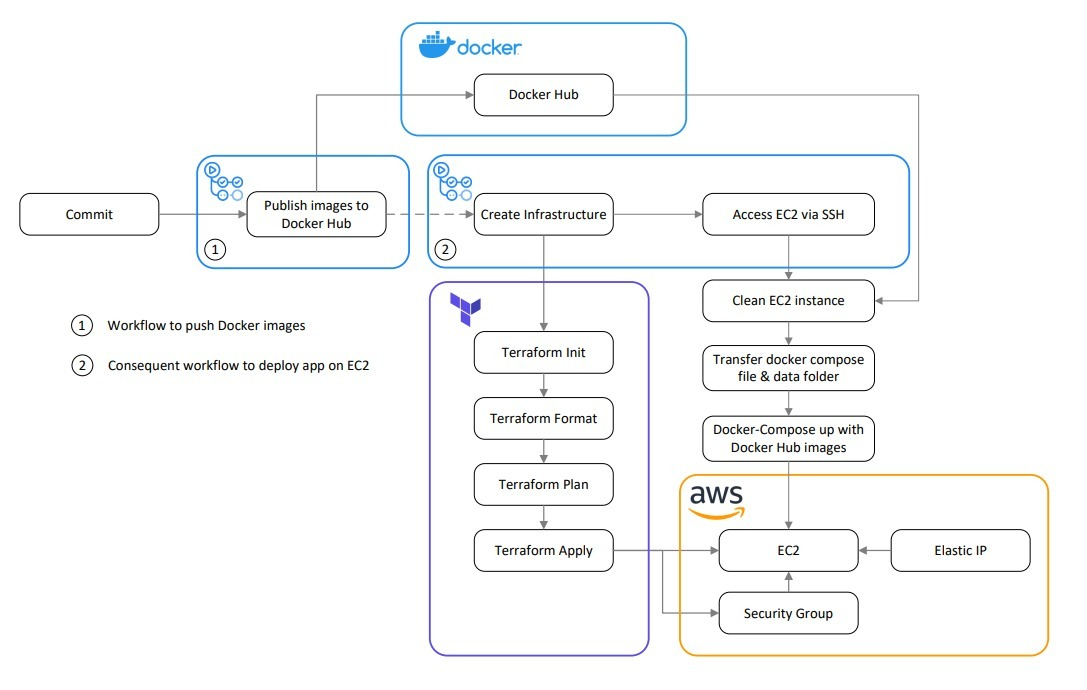 docker
Docker Hub
Commit
Publish images to
Docker Hub
1
Create Infrastructure
Access EC2 via SSH
2
Clean EC2 instance
1 Workflow to push Docker images
2 Consequent workflow to deploy app on EC2
Terraform Init
Terraform Format
Terraform Plan
Terraform Apply
Transfer docker compose
file & data folder
Docker-Compose up with
Docker Hub images
aws
EC2
Elastic IP
Security Group